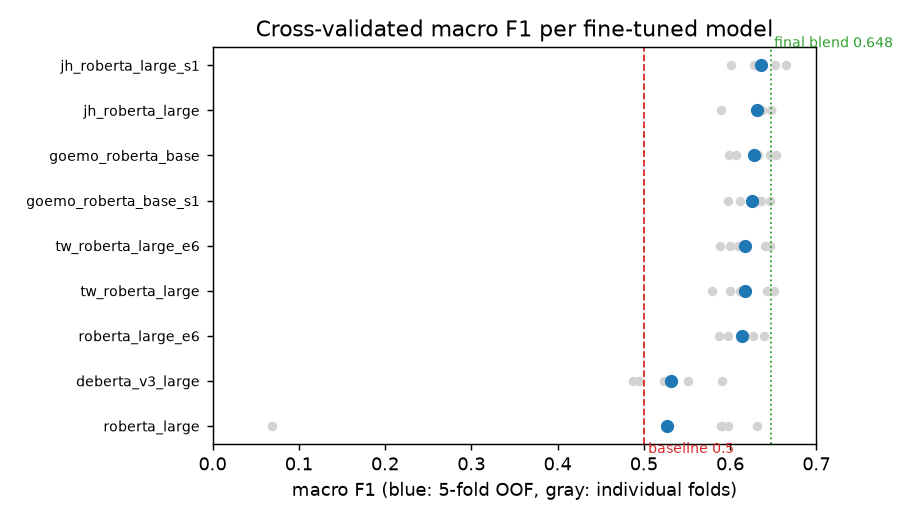 Cross-validated macro F1 per fine-tuned model
final blend 0.648
jh_roberta_large_s1
jh_roberta_large
goemo_roberta_base
goemo_roberta_base_s1
tw_roberta_large_e6
tw_roberta_large
roberta_large_e6
deberta_v3_large
roberta_large
baseline 0.5
0.0 0.1 0.2 0.3 0.4 0.5 0.6 0.7
macro F1 (blue: 5-fold OOF, gray: individual folds)